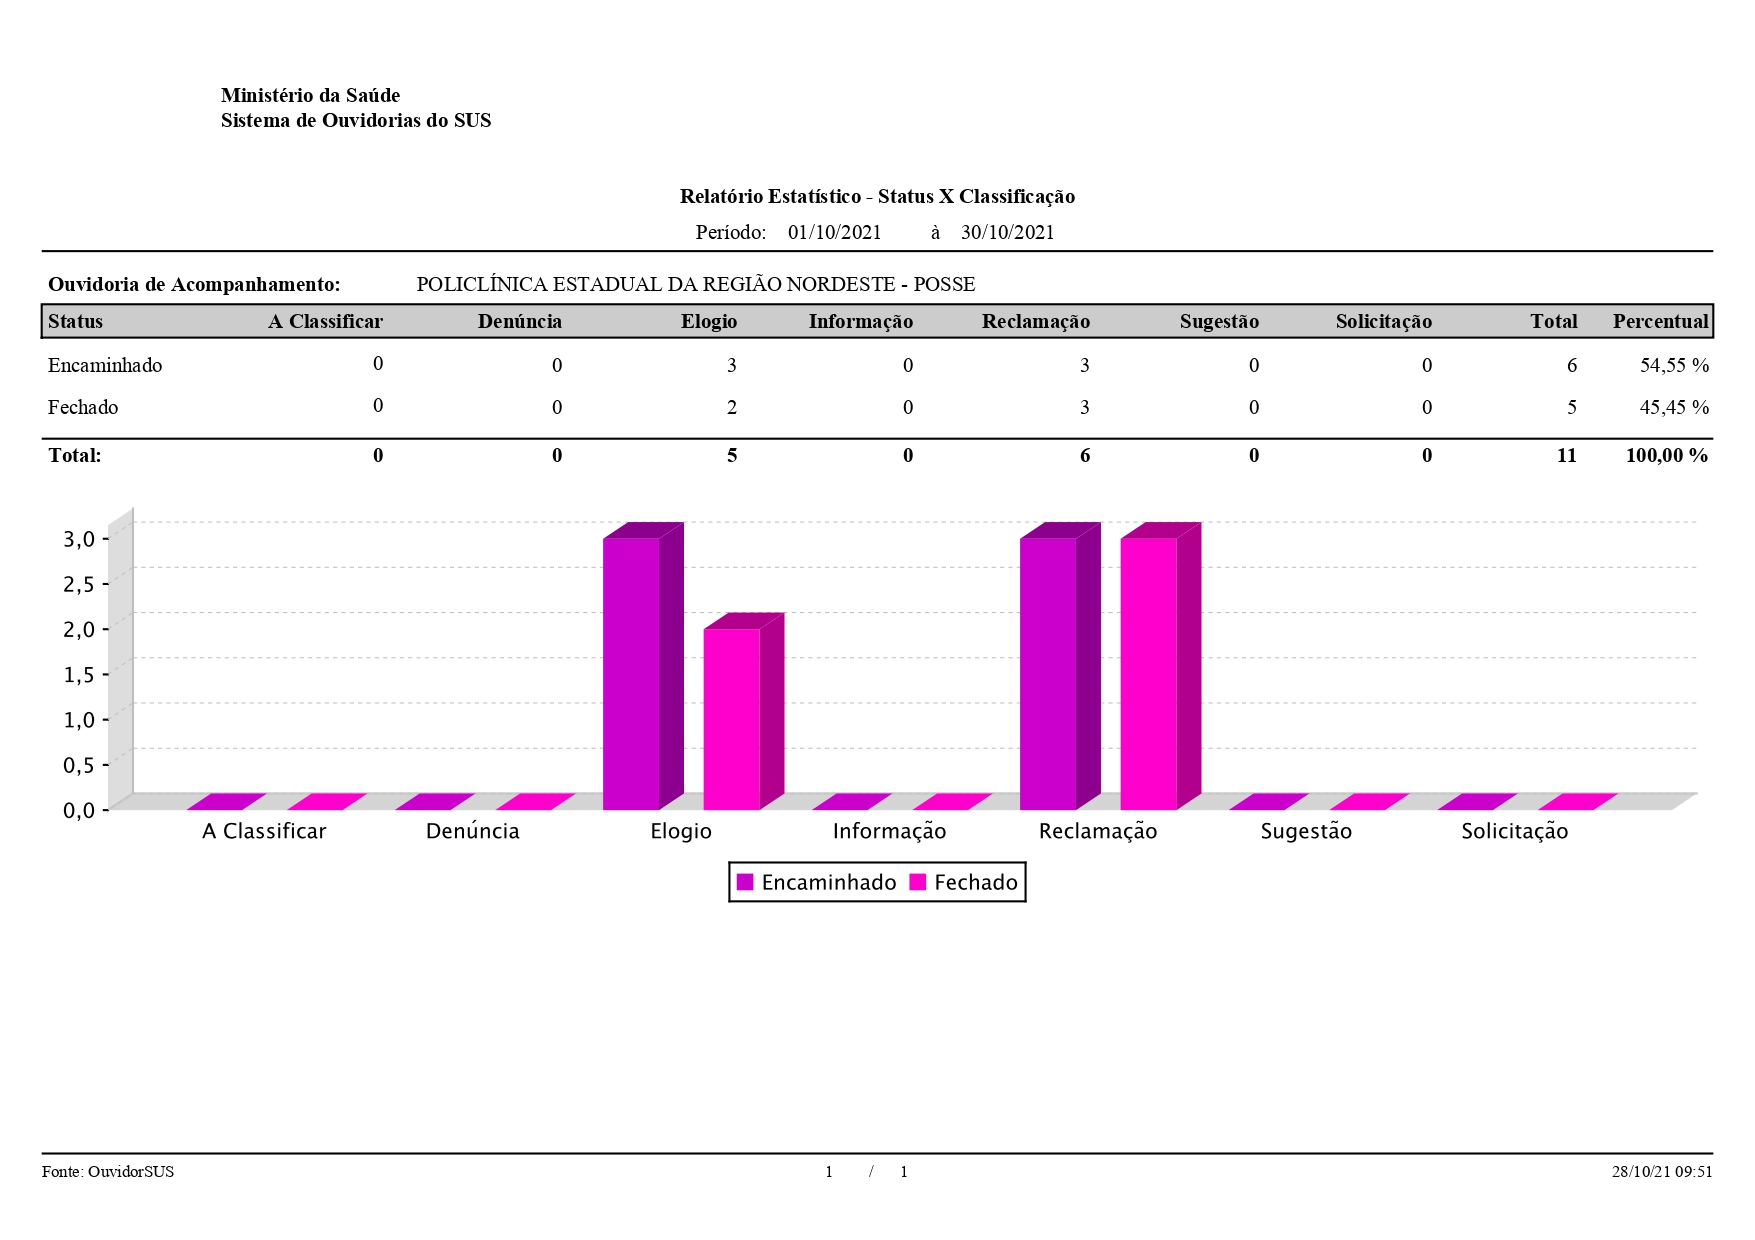 Ministério da Saúde
Sistema de Ouvidorias do SUS
Relatório Estatístico - Status X Classificação
Período: 01/10/2021 à 30/10/2021
Ouvidoria de Acompanhamento: POLICLÍNICA ESTADUAL DA REGIÃO NORDESTE - POSSE
Status A Classificar Denúncia Elogio Informação Reclamação Sugestão Solicitação Total Percentual
Encaminhado 0 0 3 0 3 0 0 6 54,55 %
Fechado 0 0 2 0 3 0 0 5 45,45 %
Total: 0 0 5 0 6 0 0 11 100,00 %
3,0
2,5
2,0
1,5
1,0
0,5
0,0
A Classificar Denúncia Elogio Informação Reclamação Sugestão Solicitação
Encaminhado Fechado
Fonte: OuvidorSUS 1 / 1 28/10/21 09:51